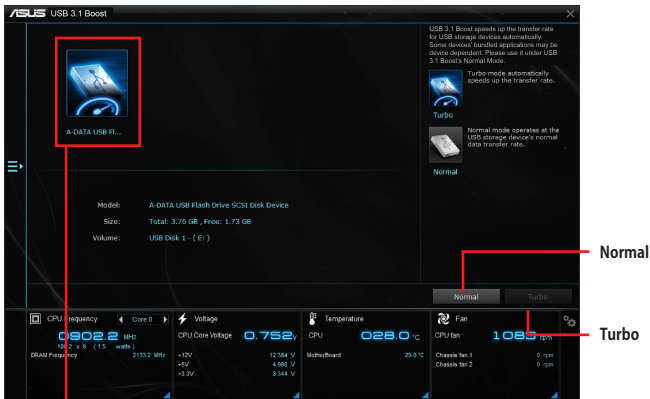 ASUS USB 3.1 Boost
USB 3.1 Boost speeds up the transfer rate
for USB storage devices automatically.
Some devices' bundled applications may be
device dependent. Please use it under USB
3.1 Boost's Normal Mode.
Turbo mode automatically
speeds up the transfer rate.
Turbo
Normal mode operates at the
USB storage device's normal
data transfer rate.
Normal
A-DATA USB Fl...
Model: A-DATA USB Flash Drive SCSI Disk Device
Size: Total: 3.76 GB , Free: 1.73 GB
Volume: USB Disk 1 - ( E: )
Normal Turbo
Normal
Turbo
CPU Frequency Core 0
0902.2 MHz
100.2 x 9 (1.5 watts)
DRAM Frequency 2133.2 MHz
Voltage
CPU Core Voltage 0.752v
+12V 12.384 V
+5V 4.960 V
+3.3V 3.344 V
Temperature
CPU 028.0 °C
MotherBoard 29.0 °C
Fan
CPU fan 1089 rpm
Chassis fan 1 0 rpm
Chassis fan 2 0 rpm